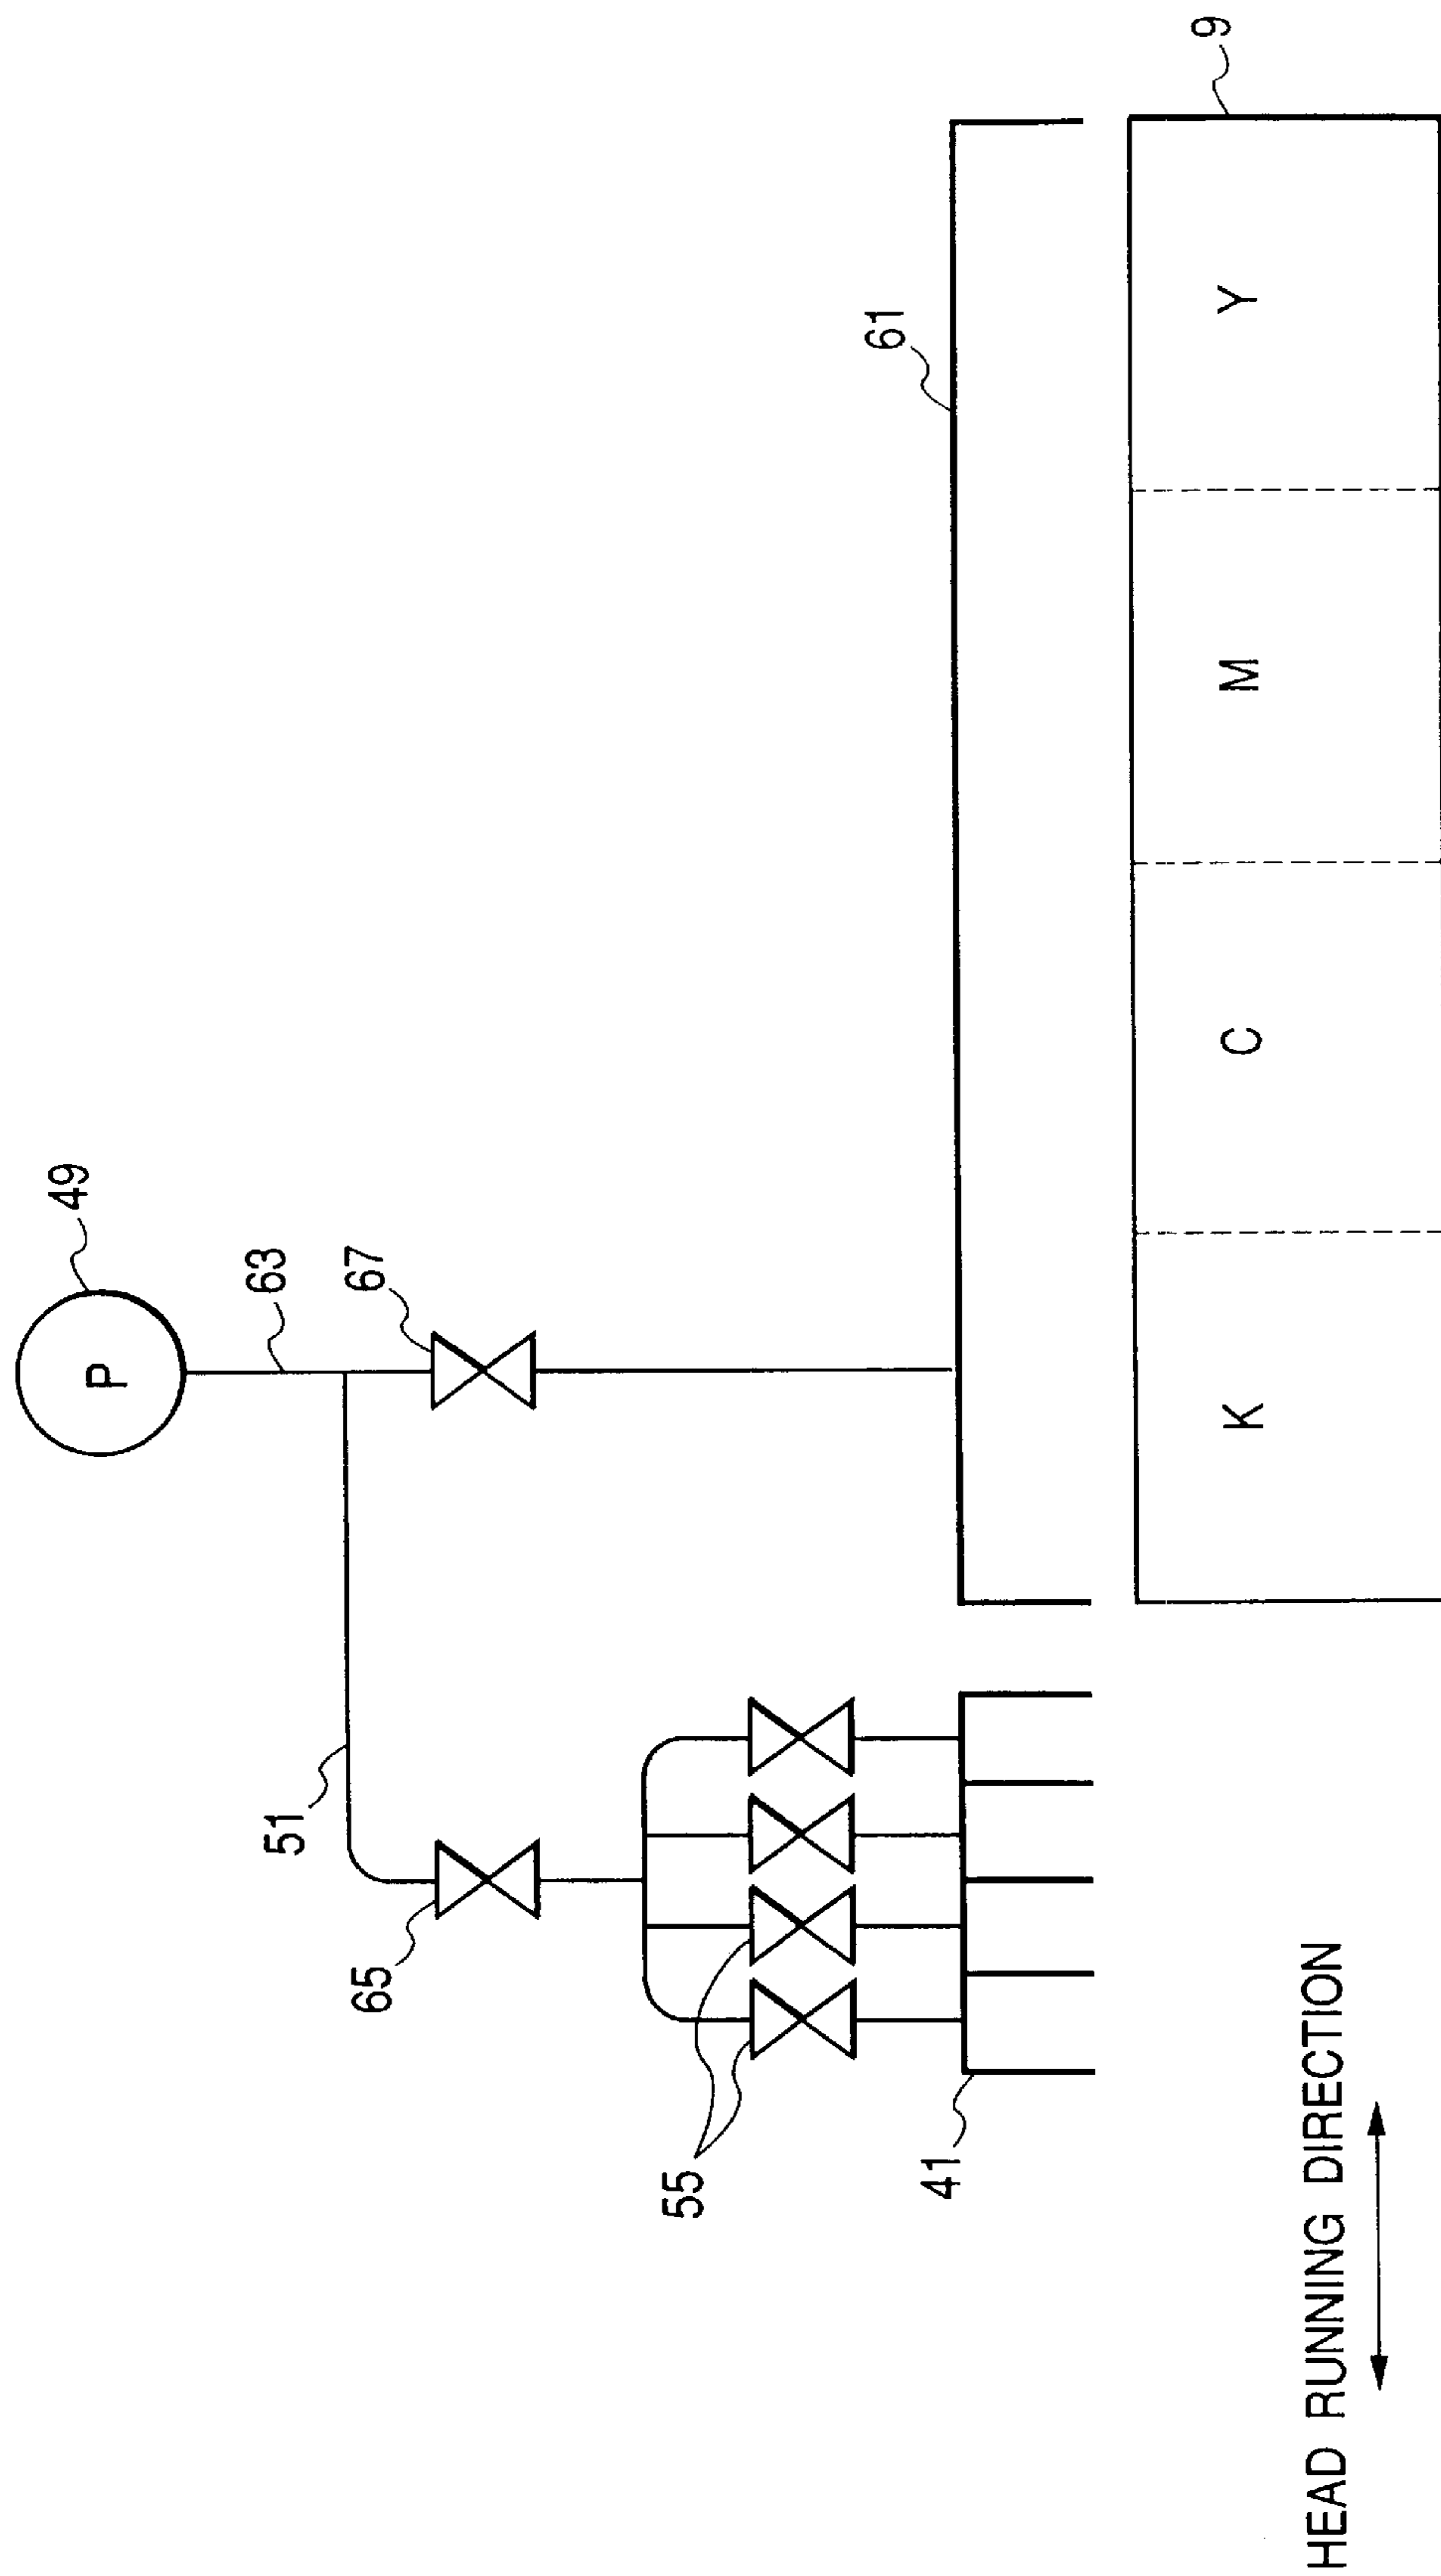 49
P
63
67
51
65
55
61
41
9
K
C
M
Y
HEAD RUNNING DIRECTION